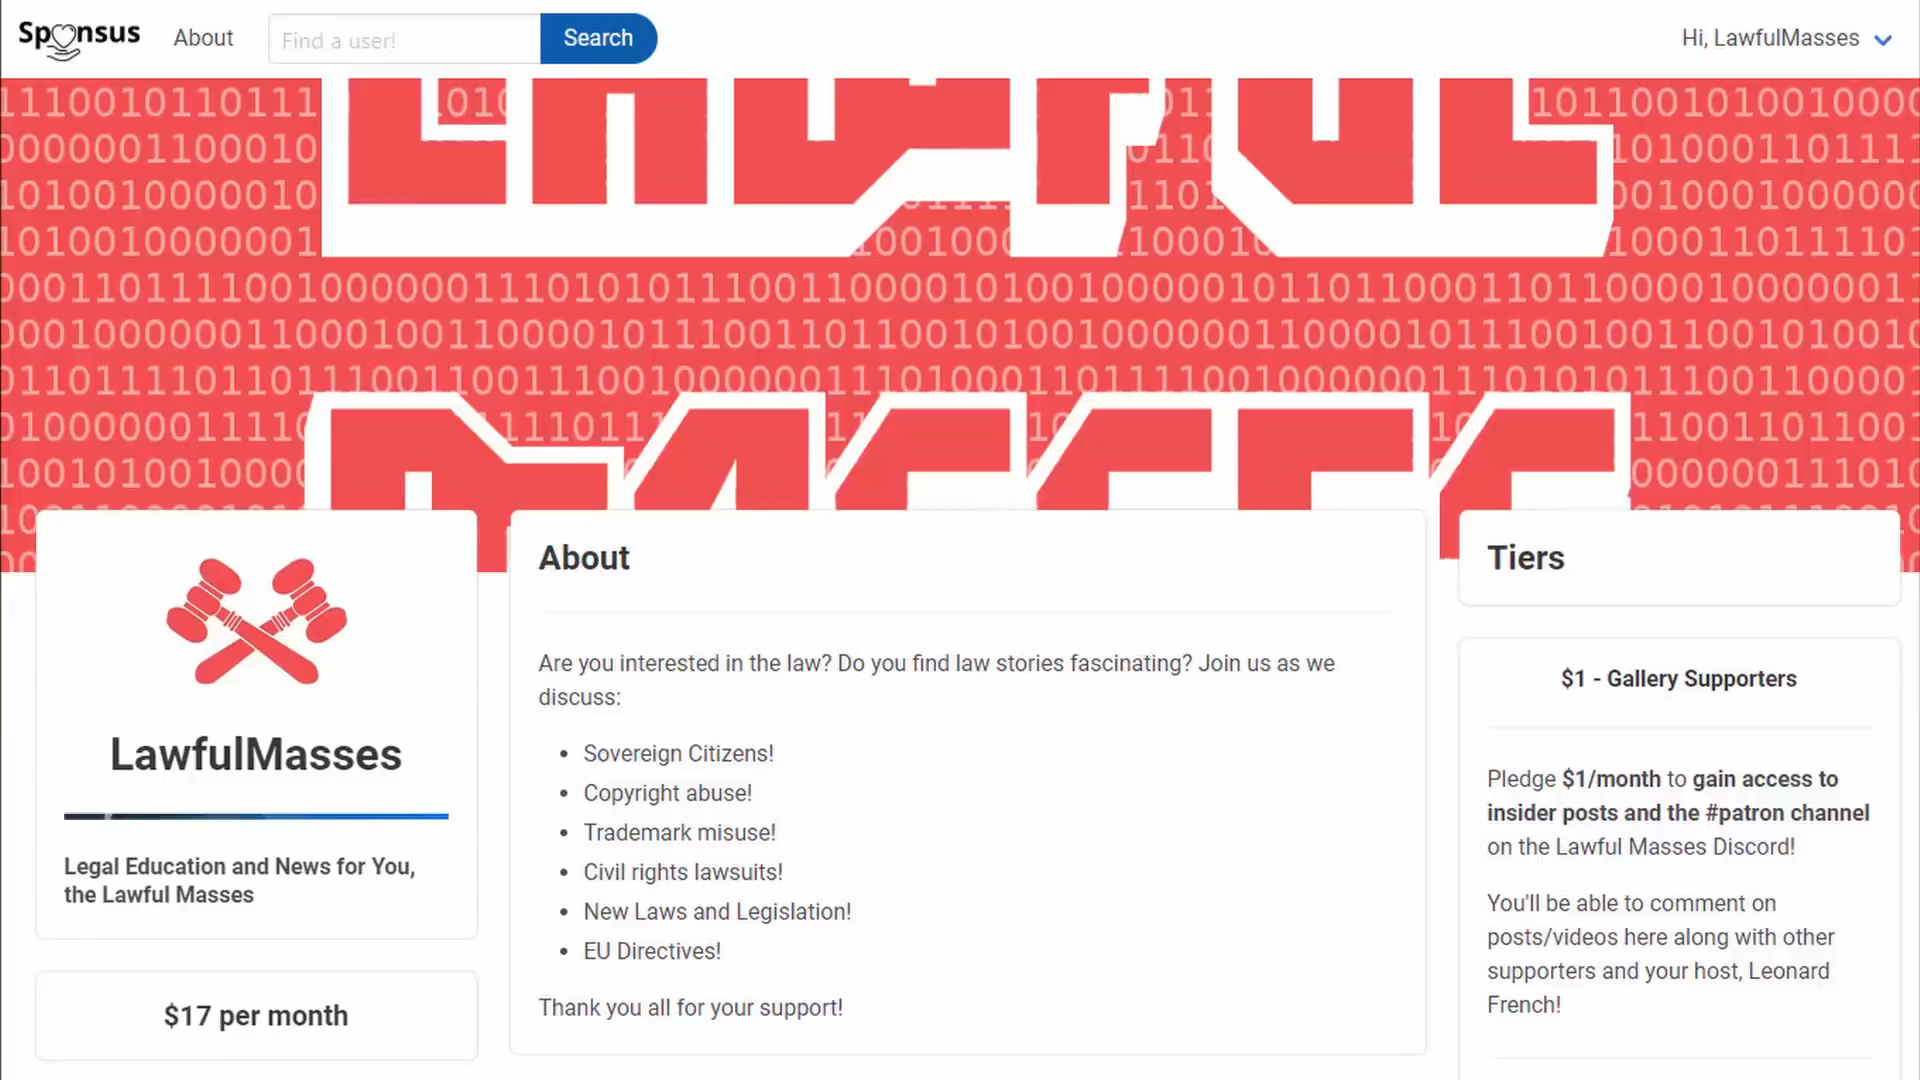 Sponsus
About
Find a user!
Search
Hi, LawfulMasses
LAWFUL
MASSES
LawfulMasses
Legal Education and News for You,
the Lawful Masses
$17 per month
About
Are you interested in the law? Do you find law stories fascinating? Join us as we
discuss:
Sovereign Citizens!
Copyright abuse!
Trademark misuse!
Civil rights lawsuits!
New Laws and Legislation!
EU Directives!
Thank you all for your support!
Tiers
$1 - Gallery Supporters
Pledge $1/month to gain access to
insider posts and the #patron channel
on the Lawful Masses Discord!
You'll be able to comment on
posts/videos here along with other
supporters and your host, Leonard
French!